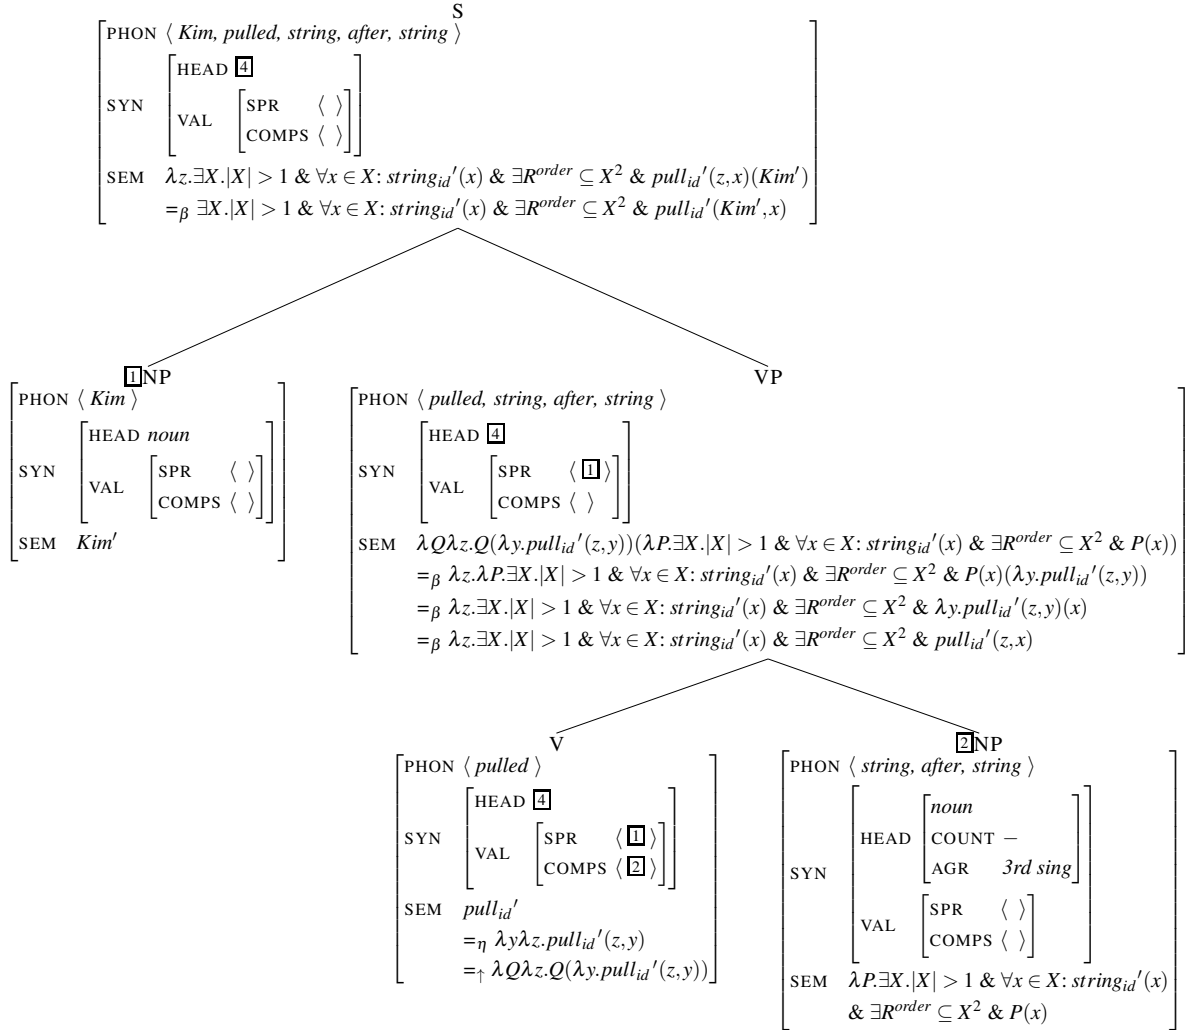 S
PHON ⟨ Kim, pulled, string, after, string ⟩
HEAD 4
SYN VAL SPR ⟨ ⟩
COMPS ⟨ ⟩
SEM λz.∃X.|X| > 1 & ∀x ∈ X: string_id′(x) & ∃R^order ⊆ X² & pull_id′(z,x)(Kim′)
=β ∃X.|X| > 1 & ∀x ∈ X: string_id′(x) & ∃R^order ⊆ X² & pull_id′(Kim′,x)
1 NP
PHON ⟨ Kim ⟩
HEAD noun
SYN VAL SPR ⟨ ⟩
COMPS ⟨ ⟩
SEM Kim′
VP
PHON ⟨ pulled, string, after, string ⟩
HEAD 4
SYN VAL SPR ⟨ 1 ⟩
COMPS ⟨ ⟩
SEM λQλz.Q(λy.pull_id′(z,y))(λP.∃X.|X| > 1 & ∀x ∈ X: string_id′(x) & ∃R^order ⊆ X² & P(x))
=β λz.λP.∃X.|X| > 1 & ∀x ∈ X: string_id′(x) & ∃R^order ⊆ X² & P(x)(λy.pull_id′(z,y))
=β λz.∃X.|X| > 1 & ∀x ∈ X: string_id′(x) & ∃R^order ⊆ X² & λy.pull_id′(z,y)(x)
=β λz.∃X.|X| > 1 & ∀x ∈ X: string_id′(x) & ∃R^order ⊆ X² & pull_id′(z,x)
V
PHON ⟨ pulled ⟩
HEAD 4
SYN VAL SPR ⟨ 1 ⟩
COMPS ⟨ 2 ⟩
SEM pull_id′
=η λyλz.pull_id′(z,y)
=↑ λQλz.Q(λy.pull_id′(z,y))
2 NP
PHON ⟨ string, after, string ⟩
noun
HEAD COUNT −
AGR 3rd sing
SYN
VAL SPR ⟨ ⟩
COMPS ⟨ ⟩
SEM λP.∃X.|X| > 1 & ∀x ∈ X: string_id′(x)
& ∃R^order ⊆ X² & P(x)